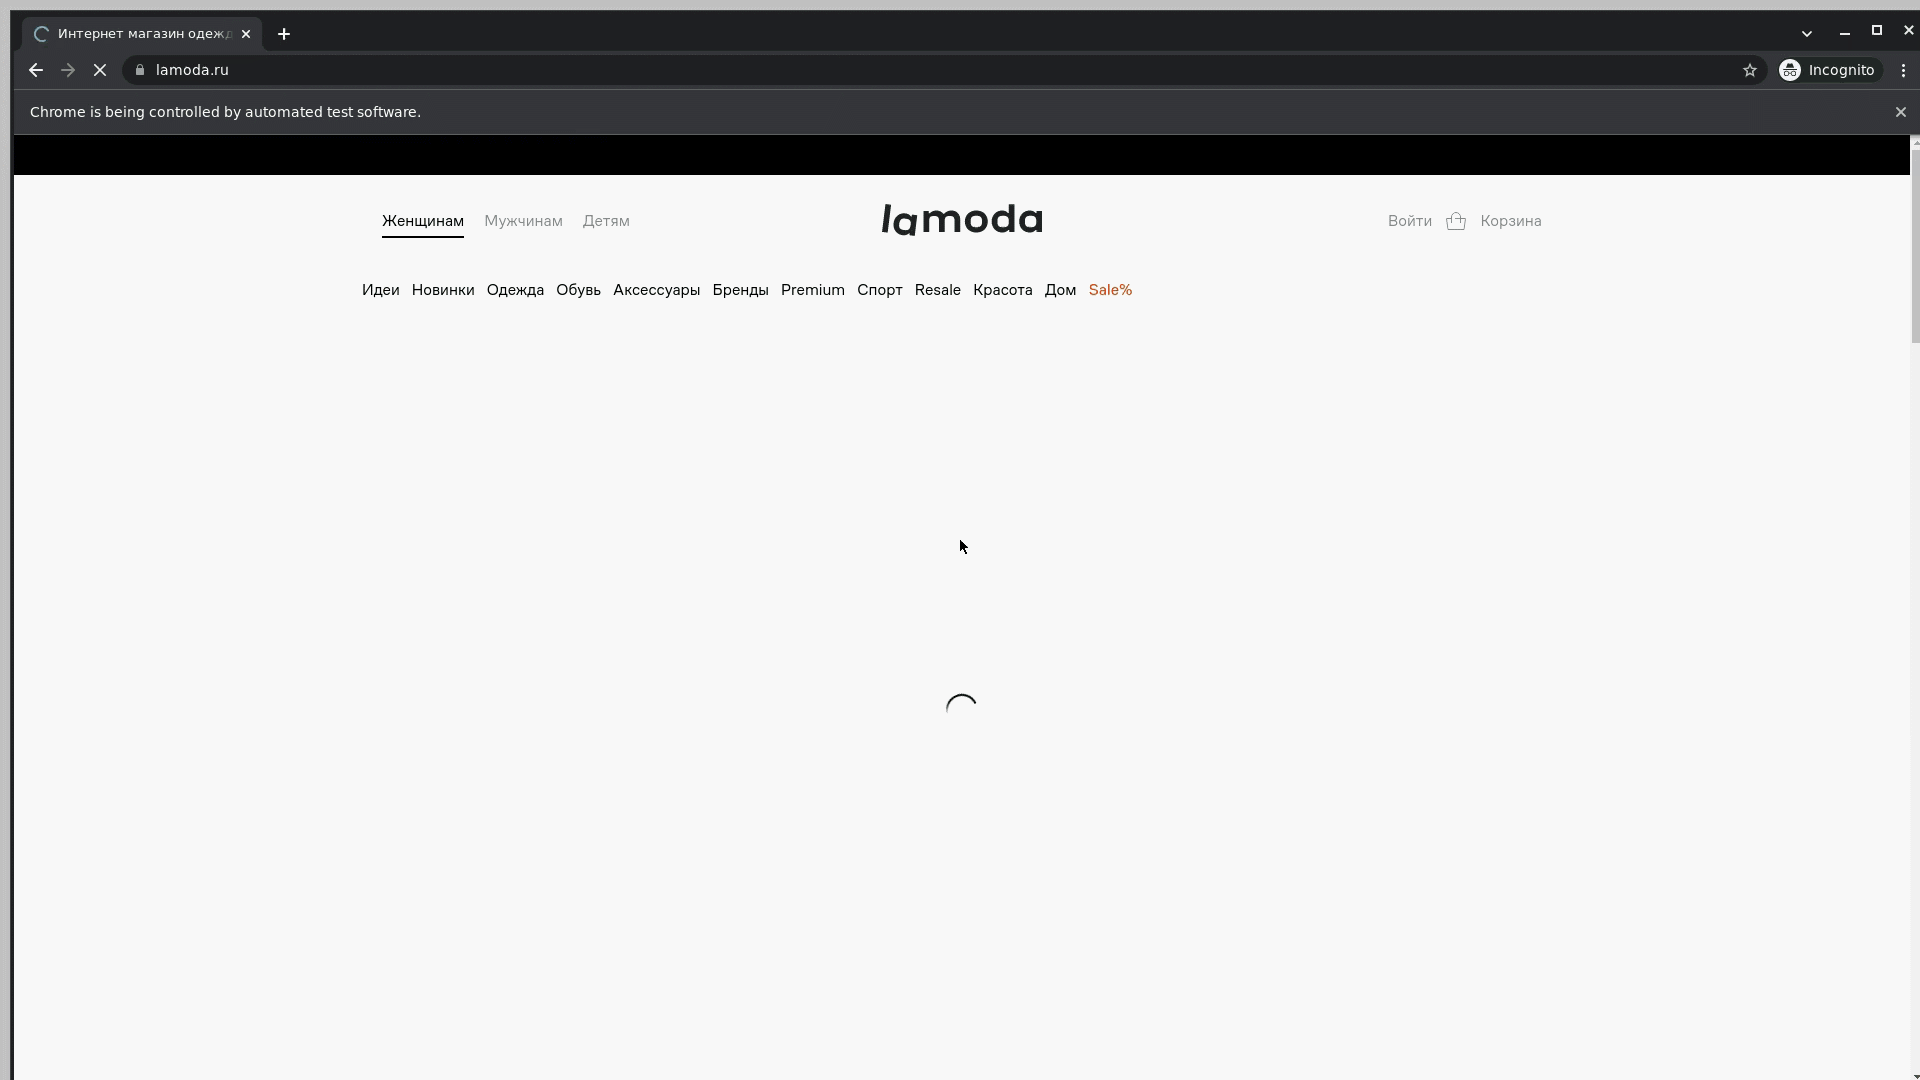 Интернет магазин одежд
lamoda.ru
Incognito
Chrome is being controlled by automated test software.
Женщинам Мужчинам Детям
lamoda
Войти Корзина
Идеи Новинки Одежда Обувь Аксессуары Бренды Premium Спорт Resale Красота Дом Sale%